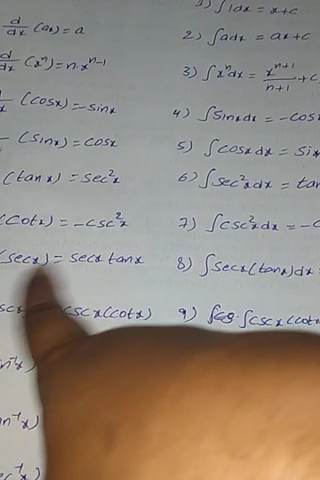 d/dx (ax) = a
d/dx (xⁿ) = n·xⁿ⁻¹
(cosx) = -sinx
(sinx) = cosx
(tanx) = sec²x
(cotx) = -csc²x
(secx) = secx tanx
cscx(cotx)
∫1dx = x+c
2) ∫adx = ax+c
3) ∫xⁿdx = xⁿ⁺¹/n+1 + c
4) ∫sinxdx = -cos
5) ∫cosxdx = si
6) ∫sec²xdx = tan
7) ∫csc²xdx = -c
8) ∫secx(tanx)dx =
9) ∫cscx(cot